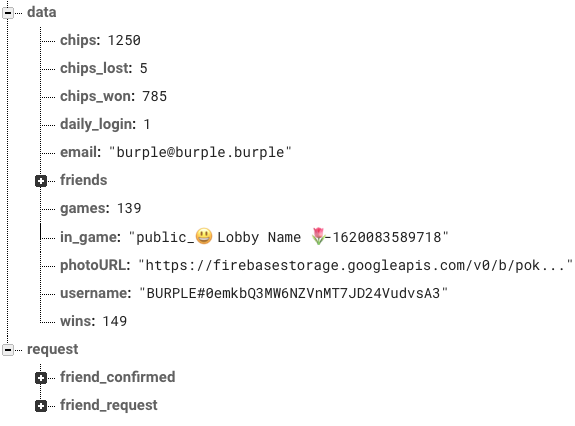 data
chips: 1250
chips_lost: 5
chips_won: 785
daily_login: 1
email: "burple@burple.burple"
friends
games: 139
in_game: "public_😃 Lobby Name 🌷-1620083589718"
photoURL: "https://firebasestorage.googleapis.com/v0/b/pok..."
username: "BURPLE#0emkbQ3MW6NZVnMT7JD24VudvsA3"
wins: 149
request
friend_confirmed
friend_request